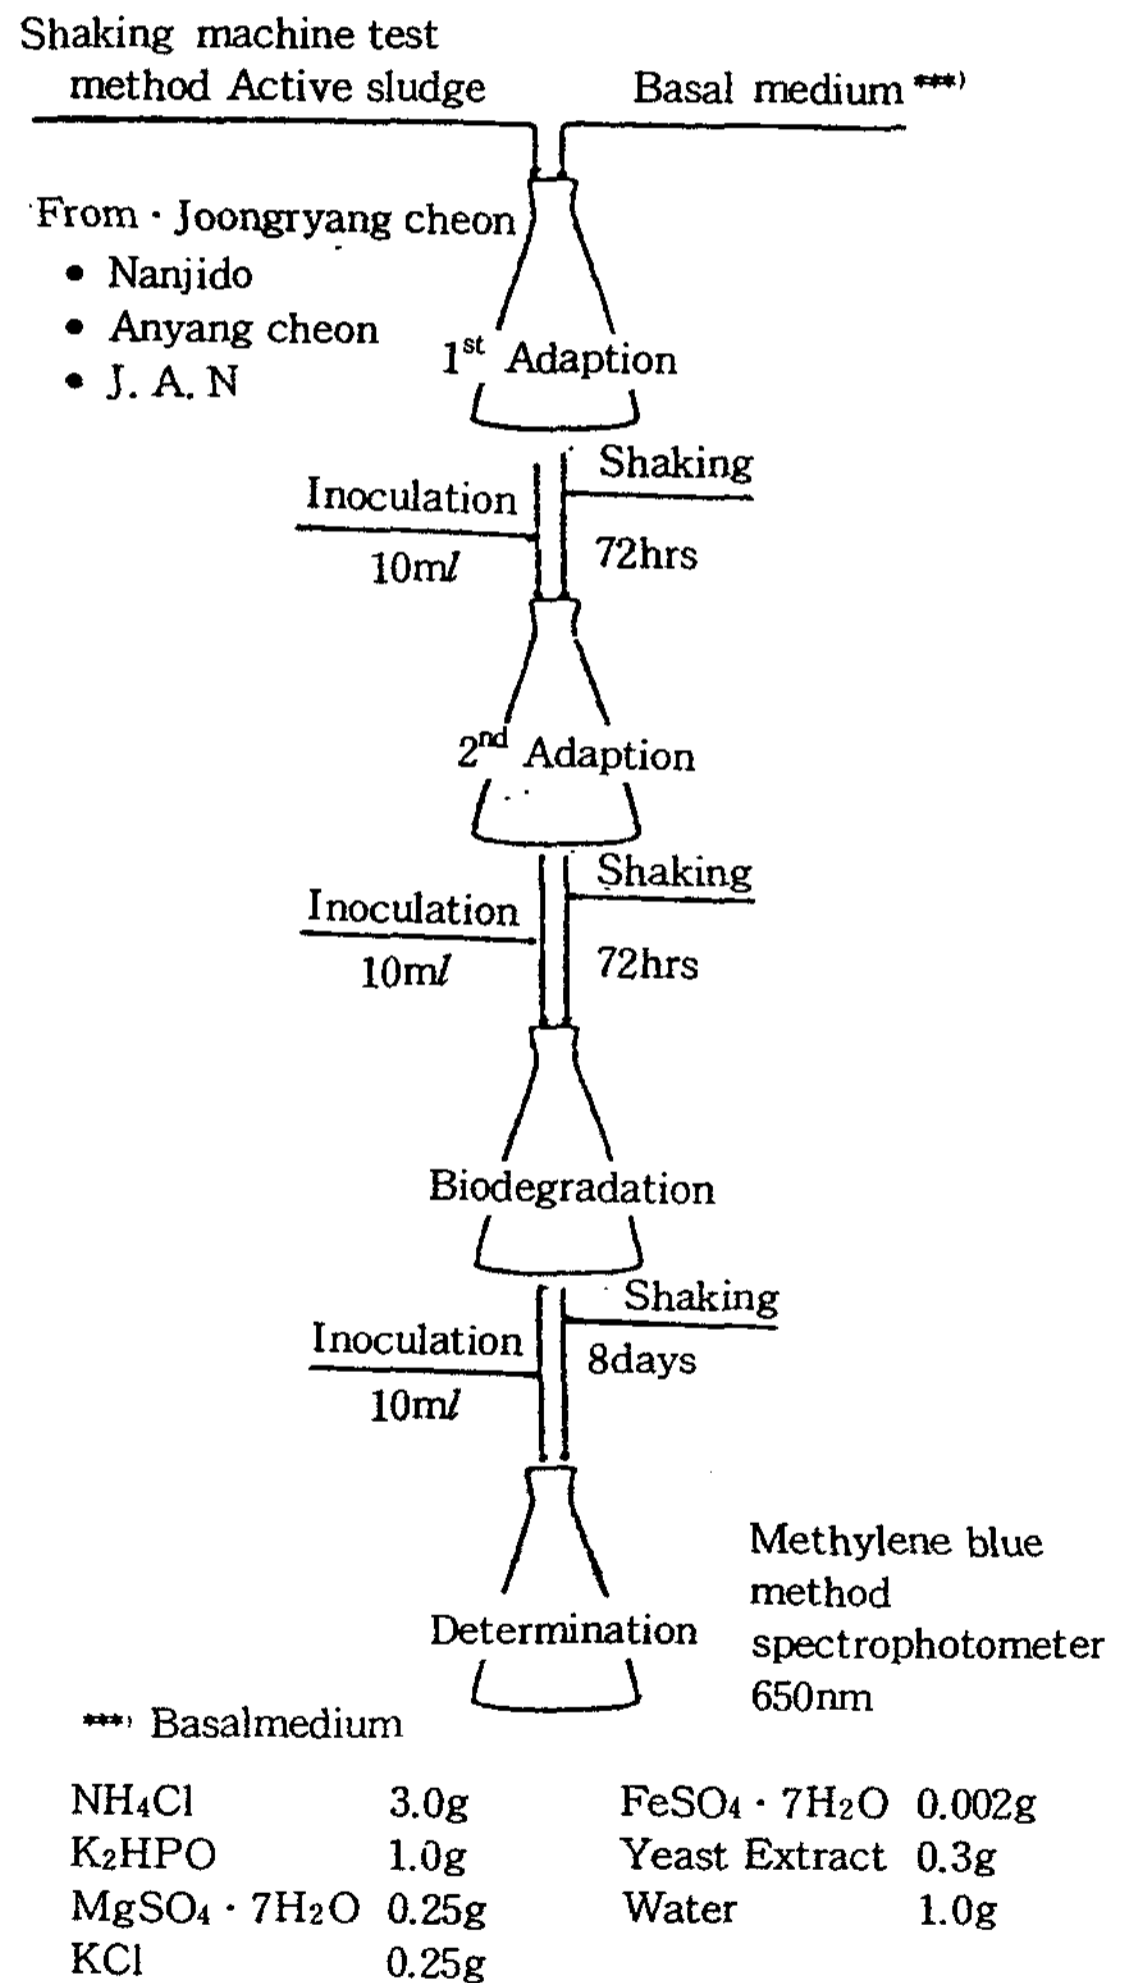 Shaking machine test
method Active sludge
Basal medium ***)
From · Joongryang cheon
• Nanjido
• Anyang cheon
• J. A. N
1st Adaption
Shaking
Inoculation
72hrs
10ml
2nd Adaption
Shaking
Inoculation
72hrs
10ml
Biodegradation
Shaking
Inoculation
8days
10ml
Methylene blue
method
Determination
spectrophotometer
650nm
***) Basalmedium
NH4Cl 3.0g FeSO4 · 7H2O 0.002g
K2HPO 1.0g Yeast Extract 0.3g
MgSO4 · 7H2O 0.25g Water 1.0g
KCl 0.25g